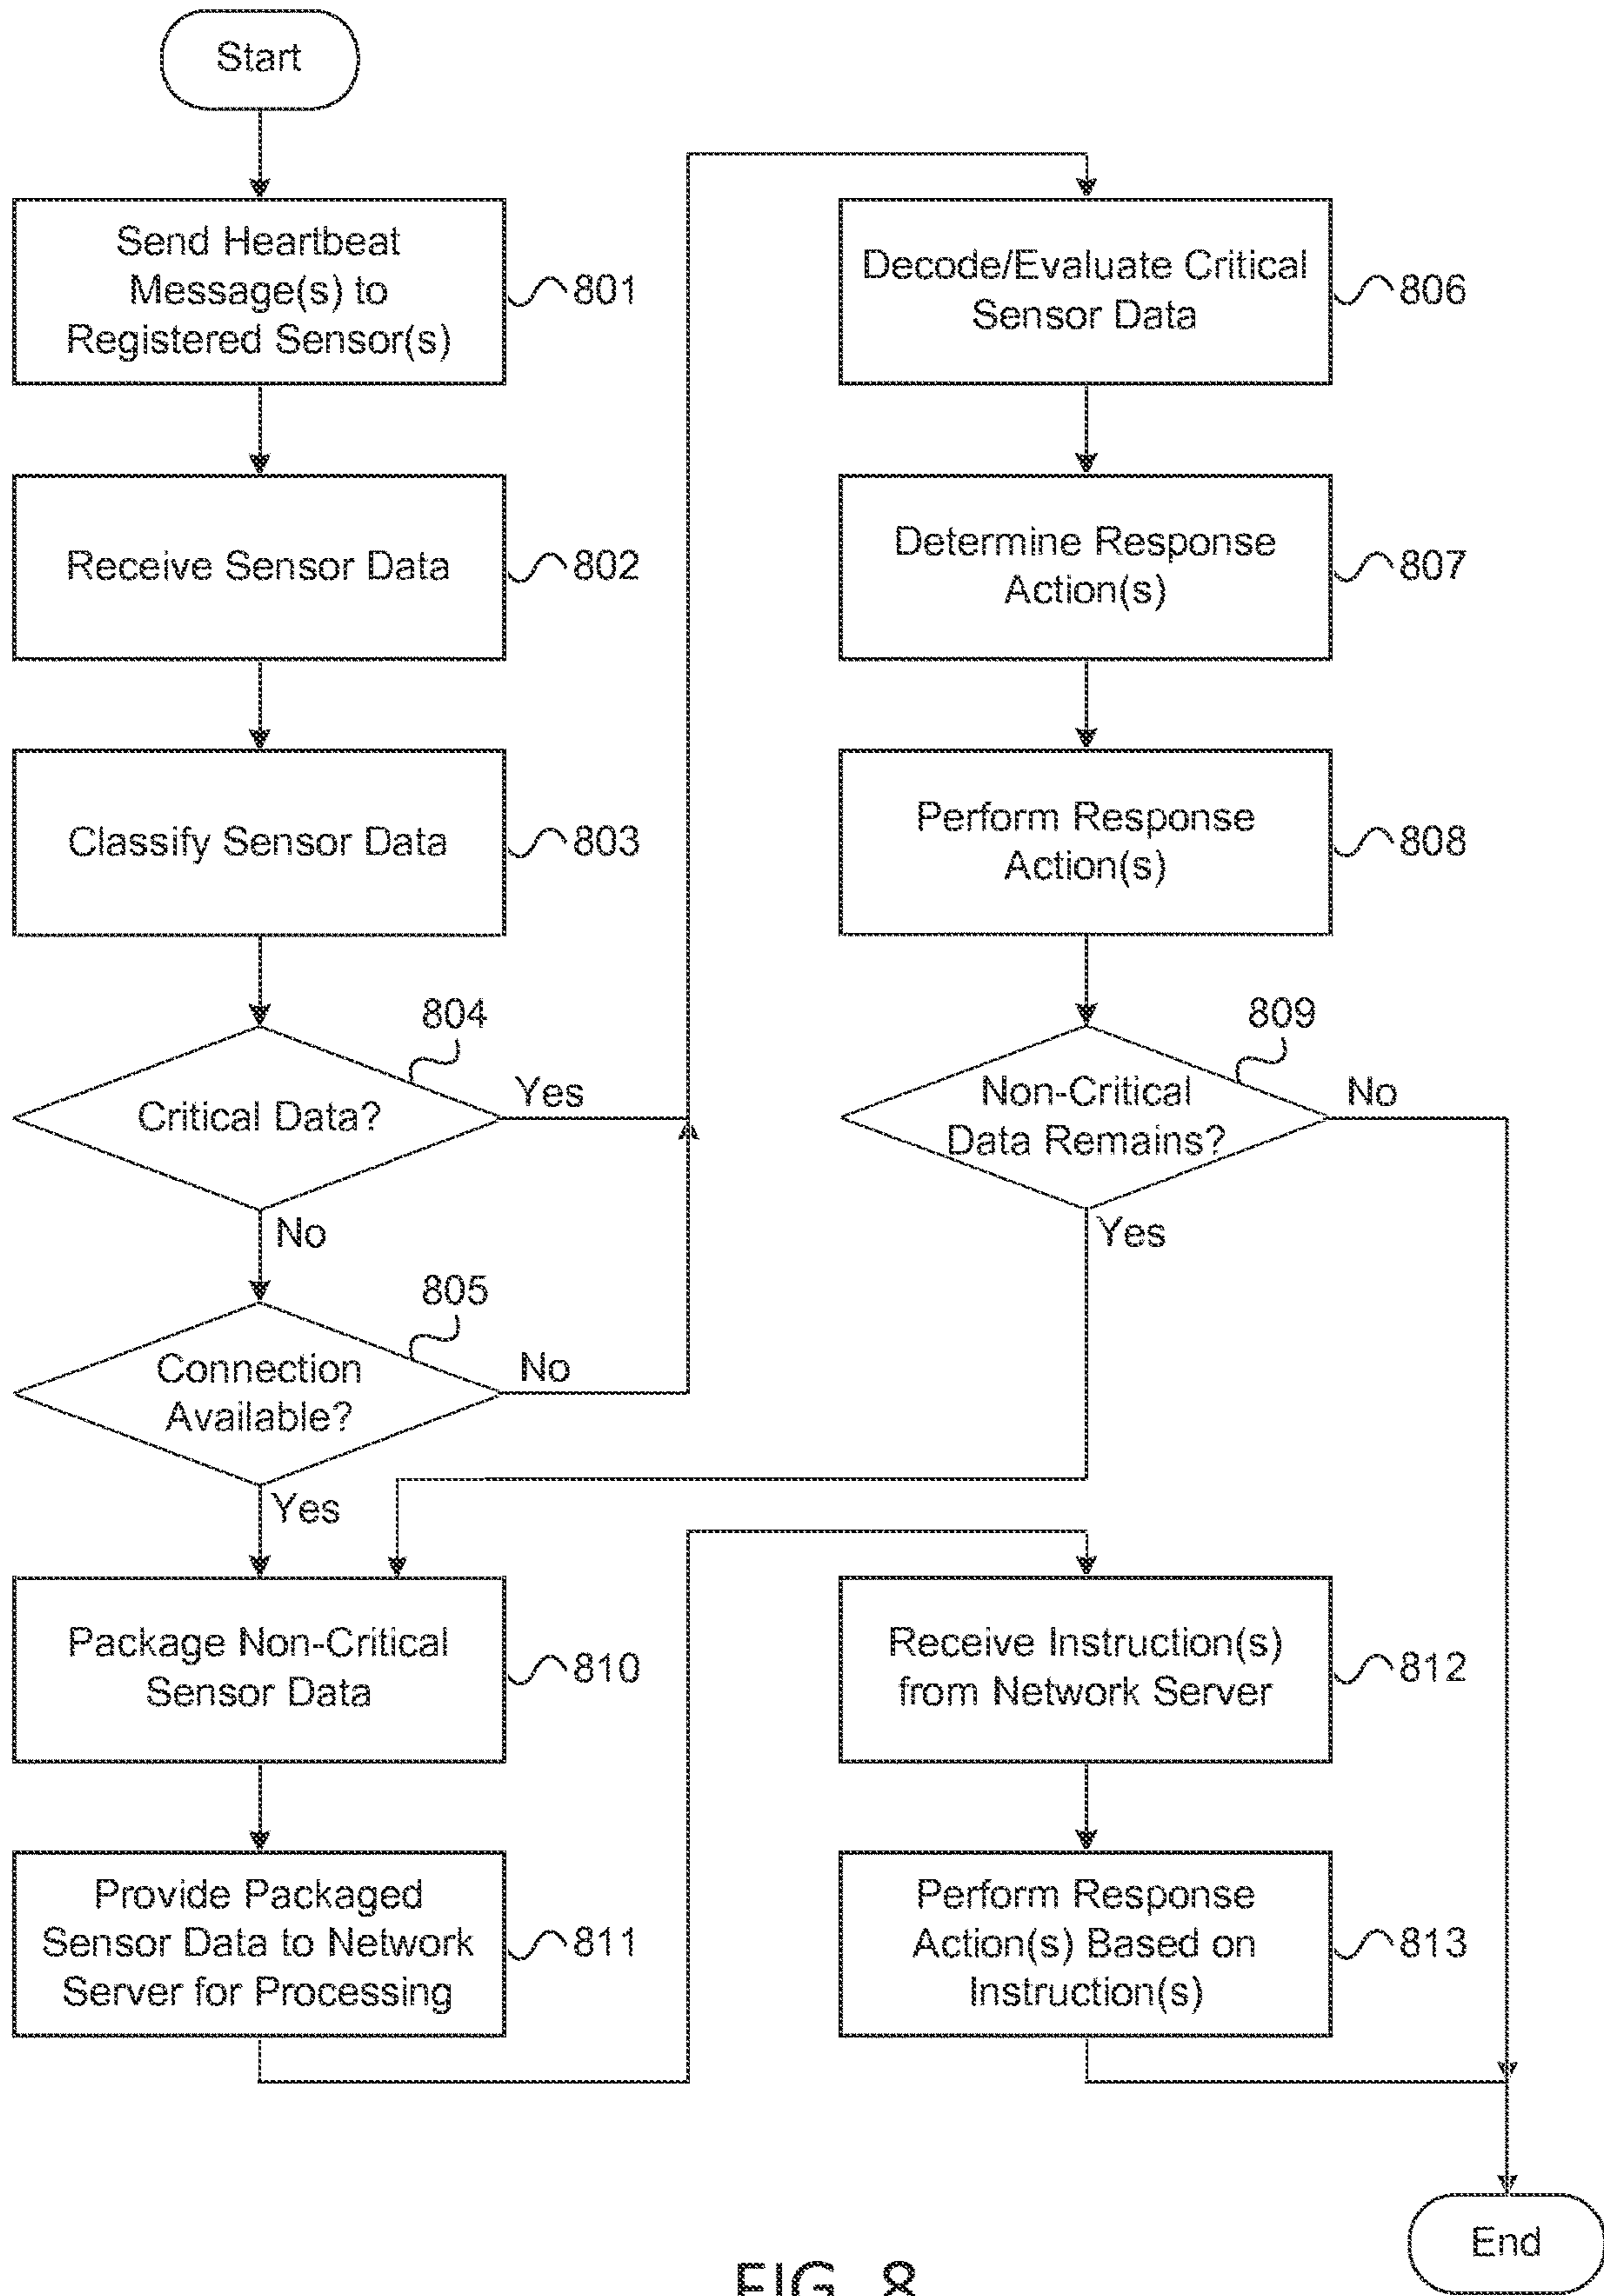 Start
Send Heartbeat
Message(s) to
Registered Sensor(s)
801
Receive Sensor Data
802
Classify Sensor Data
803
804
Critical Data?
Yes
No
805
Connection
Available?
No
Yes
Decode/Evaluate Critical
Sensor Data
806
Determine Response
Action(s)
807
Perform Response
Action(s)
808
809
Non-Critical
Data Remains?
No
Yes
Package Non-Critical
Sensor Data
810
Provide Packaged
Sensor Data to Network
Server for Processing
811
Receive Instruction(s)
from Network Server
812
Perform Response
Action(s) Based on
Instruction(s)
813
End
FIG. 8